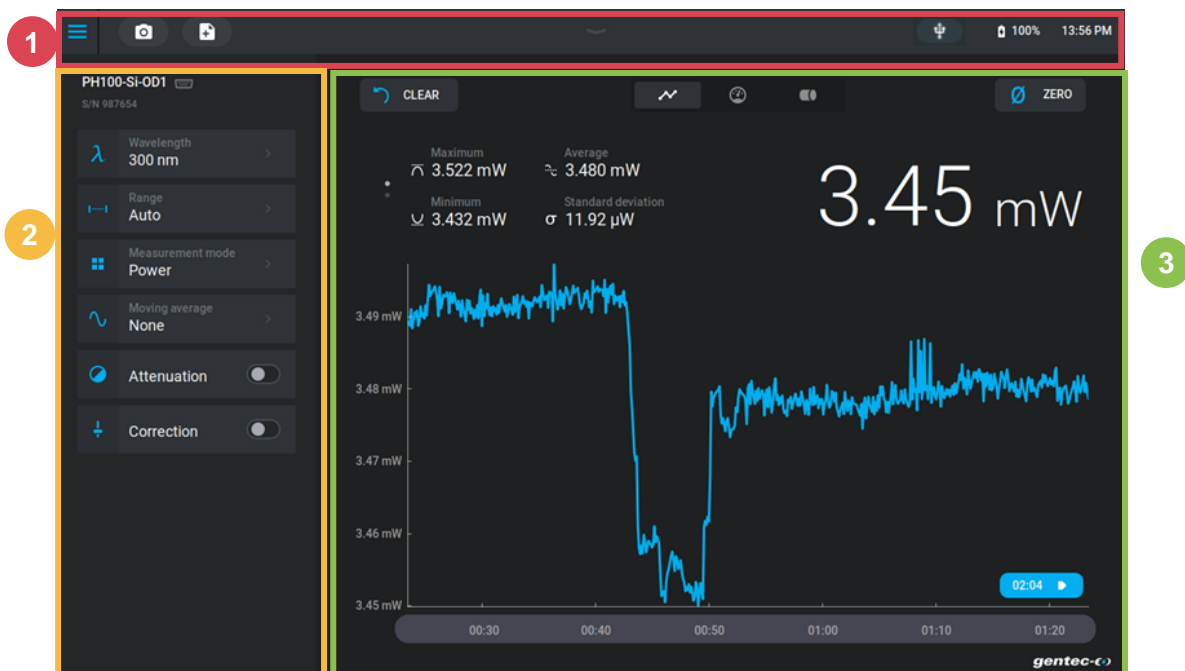 1
100%
13:56 PM
2
PH100-Si-OD1
S/N 987654
λ
Wavelength
300 nm
Range
Auto
Measurement mode
Power
Moving average
None
Attenuation
Correction
3
CLEAR
ZERO
Maximum
3.522 mW
Average
3.480 mW
Minimum
3.432 mW
Standard deviation
σ 11.92 µW
3.45 mW
3.49 mW
3.48 mW
3.47 mW
3.46 mW
3.45 mW
02:04
00:30 00:40 00:50 01:00 01:10 01:20
gentec-eo